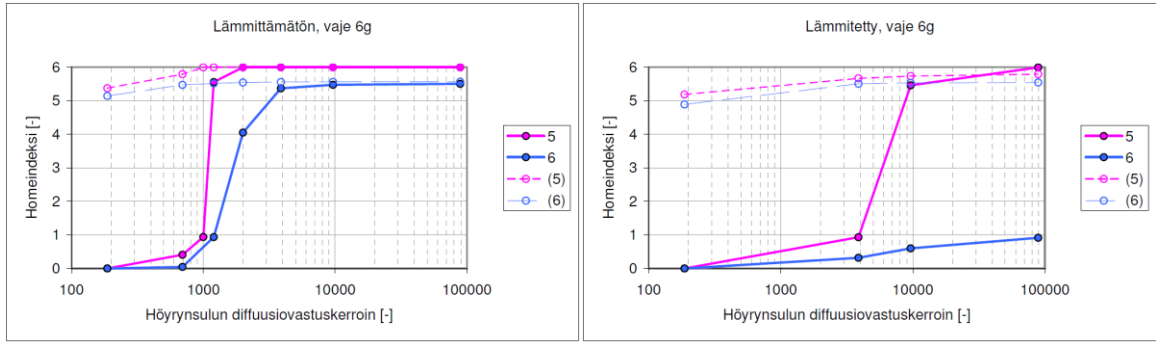 Lämmittämätön, vaje 6g
6
5
4
3
2
1
0
Homeindeksi [-]
100 1000 10000 100000
Höyrynsulun diffuusiovastuskerroin [-]
5
6
(5)
(6)
Lämmitetty, vaje 6g
6
5
4
3
2
1
0
Homeindeksi [-]
100 1000 10000 100000
Höyrynsulun diffuusiovastuskerroin [-]
5
6
(5)
(6)